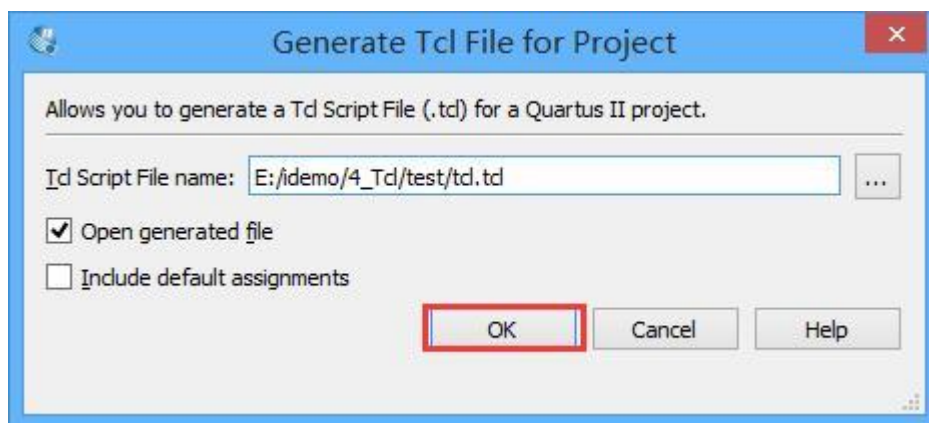 Generate Tcl File for Project
Allows you to generate a Tcl Script File (.tcl) for a Quartus II project.
Tcl Script File name: E:/idemo/4_Tcl/test/tcl.tcl ...
Open generated file
Include default assignments
OK Cancel Help